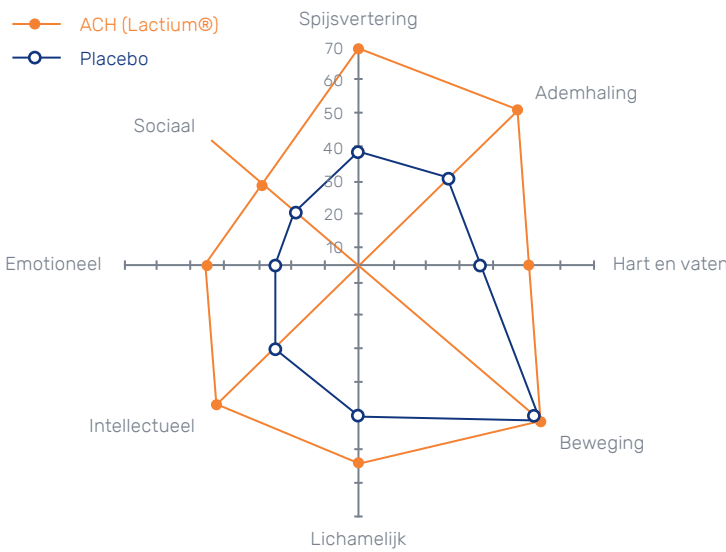 ACH (Lactium®)
Placebo
Spijsvertering
Ademhaling
Hart en vaten
Beweging
Lichamelijk
Intellectueel
Emotioneel
Sociaal
70
60
50
40
30
20
10